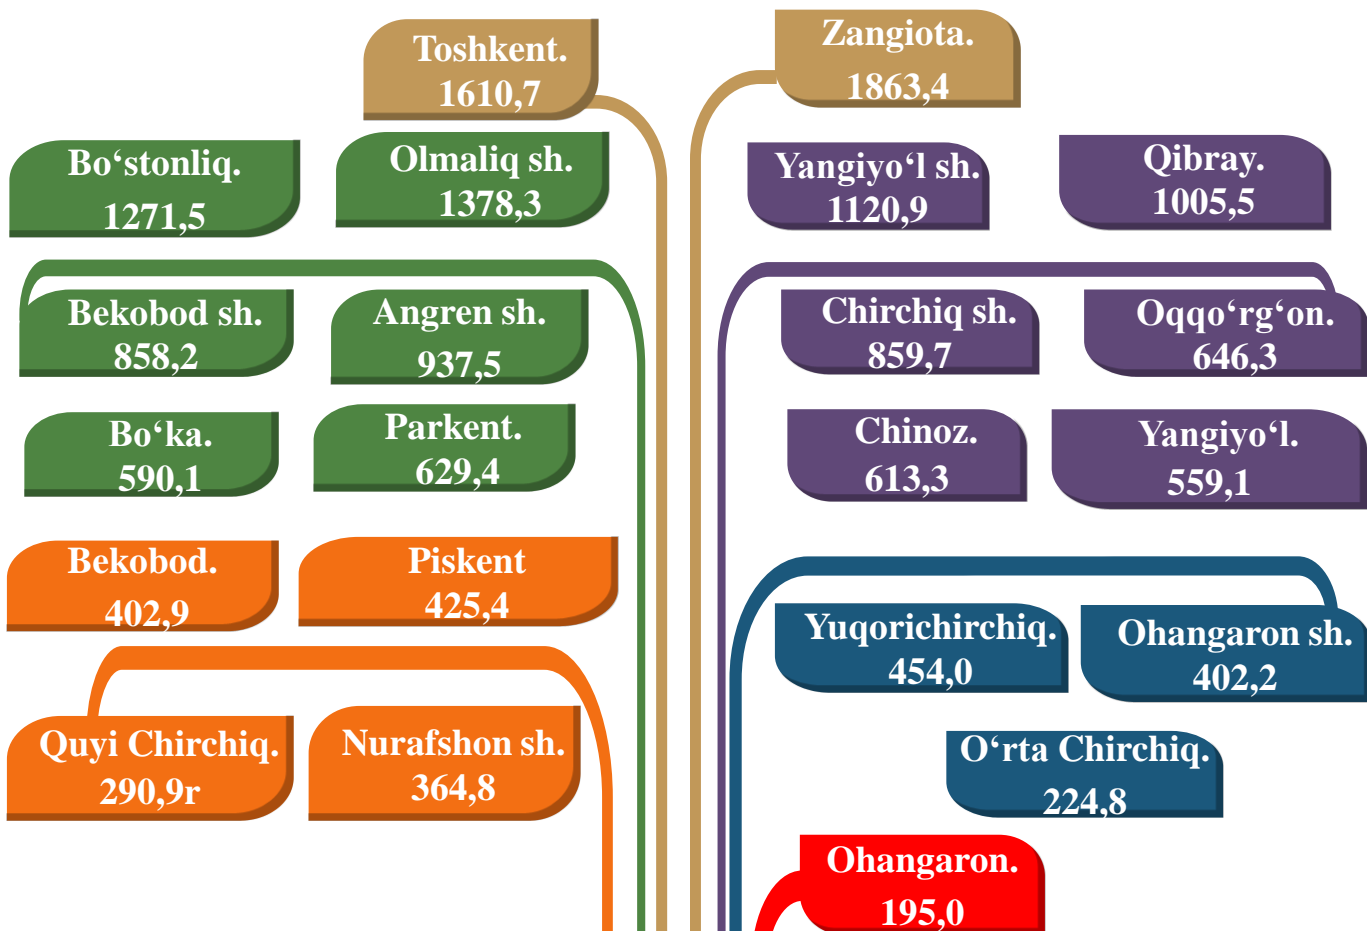 Toshkent.
1610,7
Zangiota.
1863,4
Bo‘stonliq.
1271,5
Olmaliq sh.
1378,3
Yangiyo‘l sh.
1120,9
Qibray.
1005,5
Bekobod sh.
858,2
Angren sh.
937,5
Chirchiq sh.
859,7
Oqqo‘rg‘on.
646,3
Bo‘ka.
590,1
Parkent.
629,4
Chinoz.
613,3
Yangiyo‘l.
559,1
Bekobod.
402,9
Piskent
425,4
Yuqorichirchiq.
454,0
Ohangaron sh.
402,2
Quyi Chirchiq.
290,9r
Nurafshon sh.
364,8
O‘rta Chirchiq.
224,8
Ohangaron.
195,0